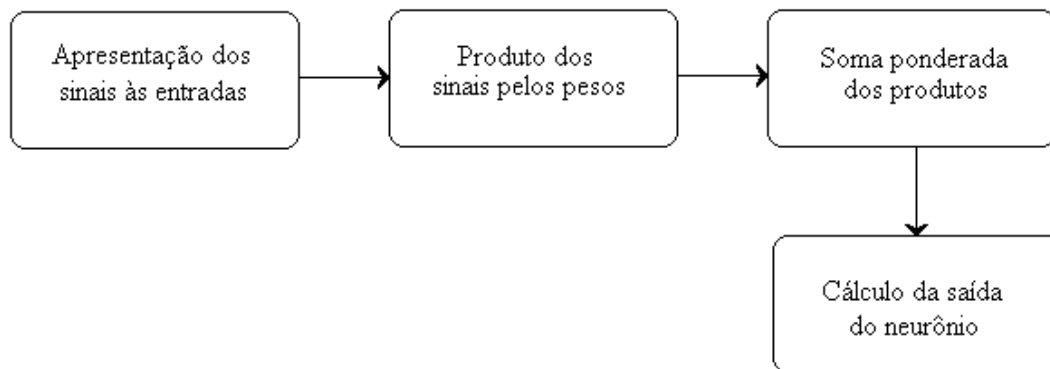 Apresentação dos
sinais às entradas
Produto dos
sinais pelos pesos
Soma ponderada
dos produtos
Cálculo da saída
do neurônio